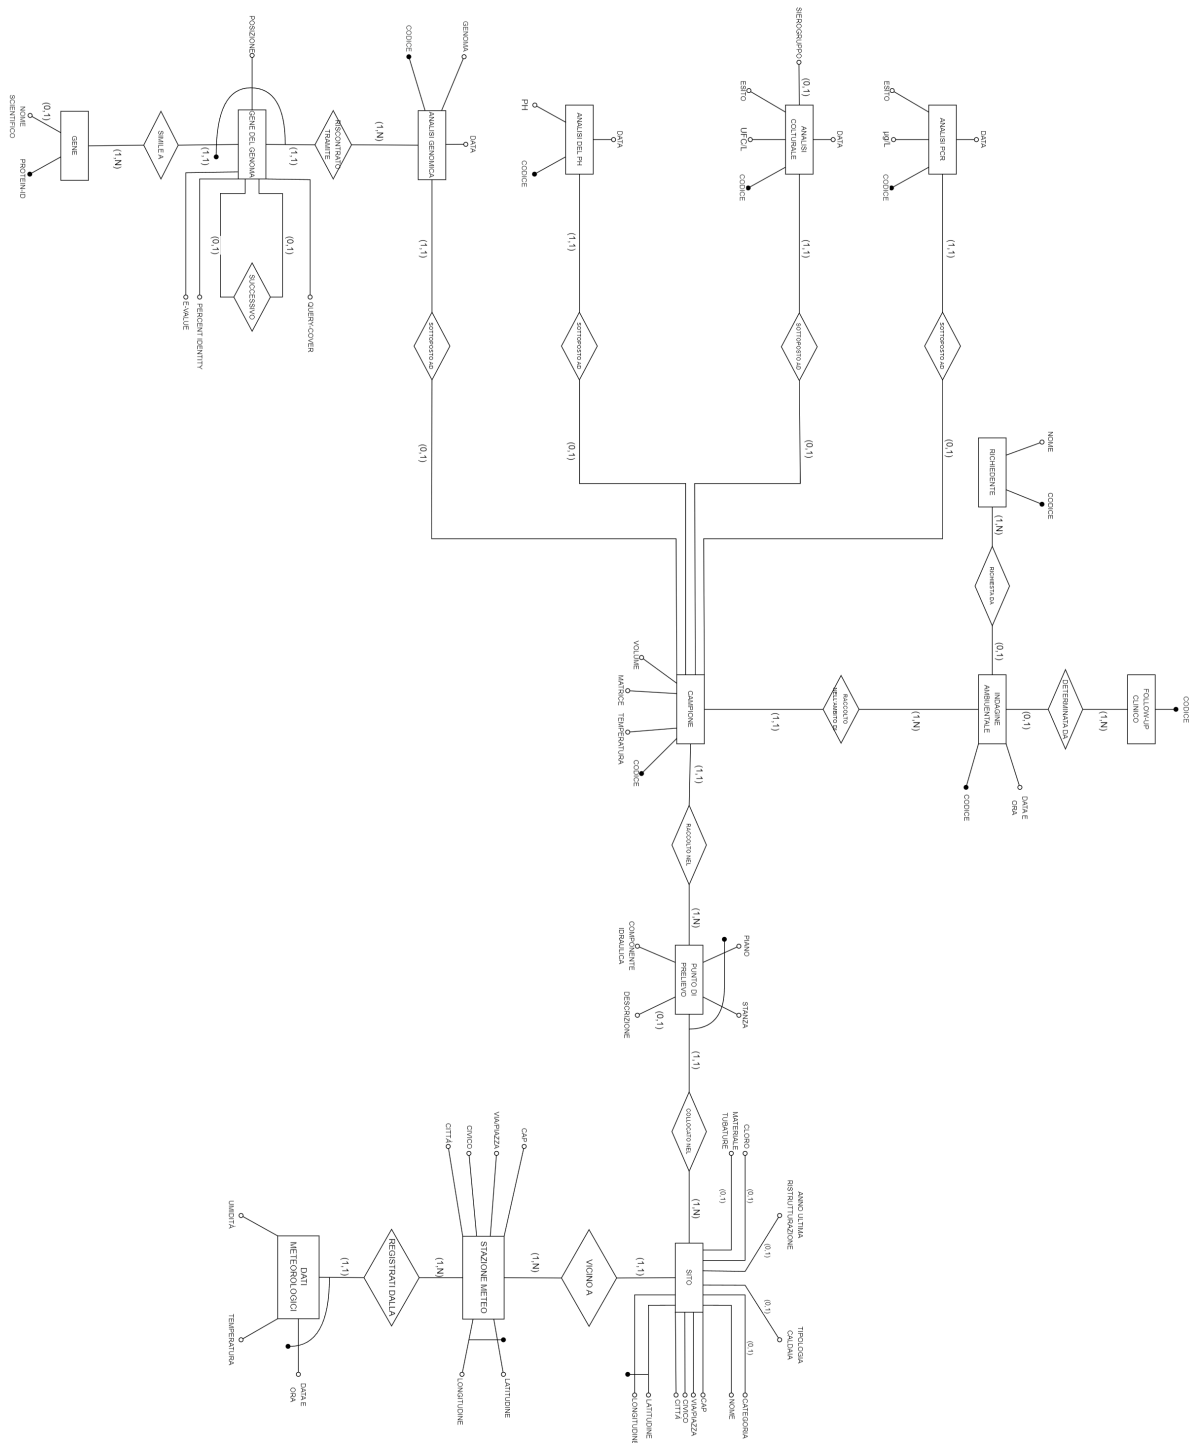 POSIZIONE
GENOMA
CODICE
SIEROGRUPPO
(0,1)
ESITO
ESITO
PH
NOME
SCIENTIFICO
(0,1)
GENE
PROTEIN-ID
(1,N)
SIMILE A
(1,1)
GENE DEL GENOMA
(1,1)
RISCONTRATO
TRAMITE
(1,N)
ANALISI GENOMICA
DATA
ANALISI DEL PH
DATA
CODICE
UFC/L
ANALISI
COLTURALE
DATA
CODICE
µg/L
ANALISI PCR
DATA
CODICE
(0,1)
(0,1)
SUCCESSIVO
E-VALUE
PERCENT IDENTITY
QUERY-COVER
(1,1)
(1,1)
(1,1)
(1,1)
SOTTOPOSTO AD
SOTTOPOSTO AD
SOTTOPOSTO AD
SOTTOPOSTO AD
(0,1)
(0,1)
(0,1)
(0,1)
RICHIEDENTE
NOME
CODICE
(1,N)
RICHIESTA DA
(0,1)
VOLUME
MATRICE
TEMPERATURA
CODICE
CAMPIONE
(1,1)
RACCOLTO
NELL'AMBITO DI
(1,N)
INDAGINE
AMBIUENTALE
(0,1)
DETERMINATA DA
(1,N)
FOLLOW-UP
CLINICO
CODICE
CODICE
DATA E
ORA
(1,1)
RACCOLTO NEL
(1,N)
COMPONENTE
IDRAULICA
PIANO
PUNTO DI
PRELIEVO
DESCRIZIONE
(0,1)
STANZA
(1,1)
COLLOCATO NEL
(1,N)
MATERIALE
TUBATURE
CLORO
(0,1)
(0,1)
ANNO ULTIMA
RISTRUTTURAZIONE
(0,1)
CITTÀ
CIVICO
VIA/PIAZZA
CAP
UMIDITÀ
DATI
METEOROLOGICI
(1,1)
REGISTRATI DALLA
(1,N)
STAZIONE METEO
(1,N)
VICINO A
(1,1)
SITO
(0,1)
TIPOLOGIA
CALDAIA
(0,1)
TEMPERATURA
DATA E
ORA
LONGITUDINE
LATITUDINE
LONGITUDINE
LATITUDINE
CITTÀ
CIVICO
VIA/PIAZZA
CAP
NOME
CATEGORIA